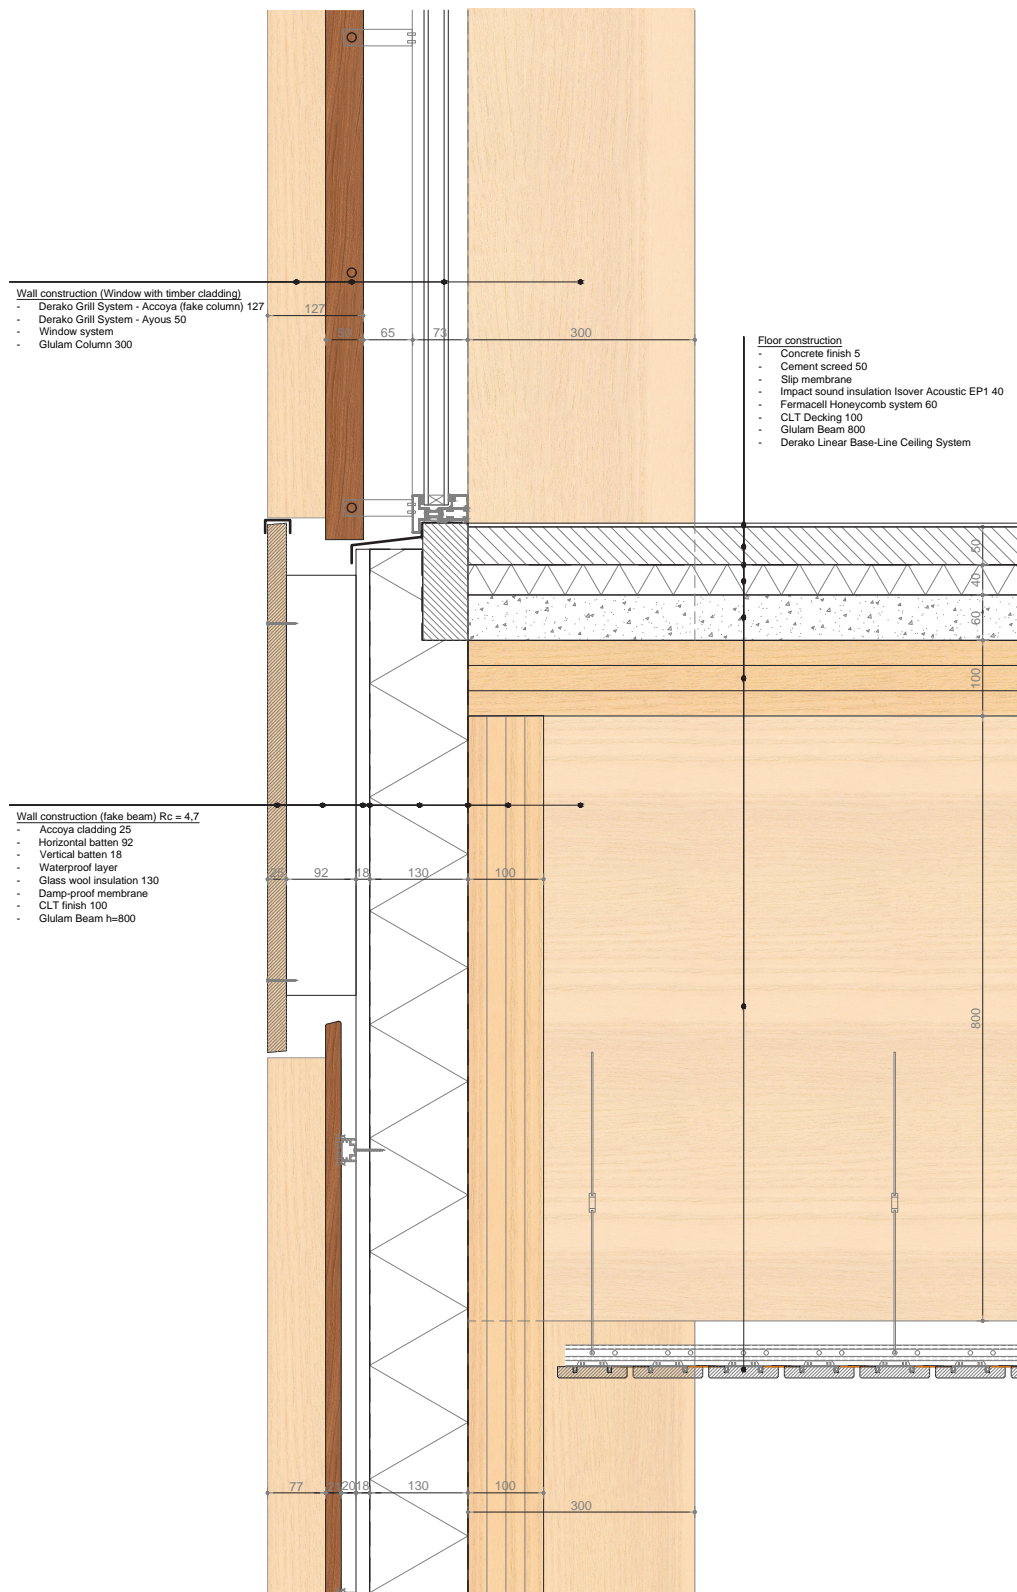 Wall construction (Window with timber cladding)
- Derako Grill System - Accoya (fake column) 127
- Derako Grill System - Ayous 50
- Window system
- Glulam Column 300
127
65
73
300
Floor construction
- Concrete finish 5
- Cement screed 50
- Slip membrane
- Impact sound insulation Isover Acoustic EP1 40
- Fermacell Honeycomb system 60
- CLT Decking 100
- Glulam Beam 800
- Derako Linear Base-Line Ceiling System
50
40
60
100
800
Wall construction (fake beam) Rc = 4,7
- Accoya cladding 25
- Horizontal batten 92
- Vertical batten 18
- Waterproof layer
- Glass wool insulation 130
- Damp-proof membrane
- CLT finish 100
- Glulam Beam h=800
92
18
130
100
77
20
18
130
100
300